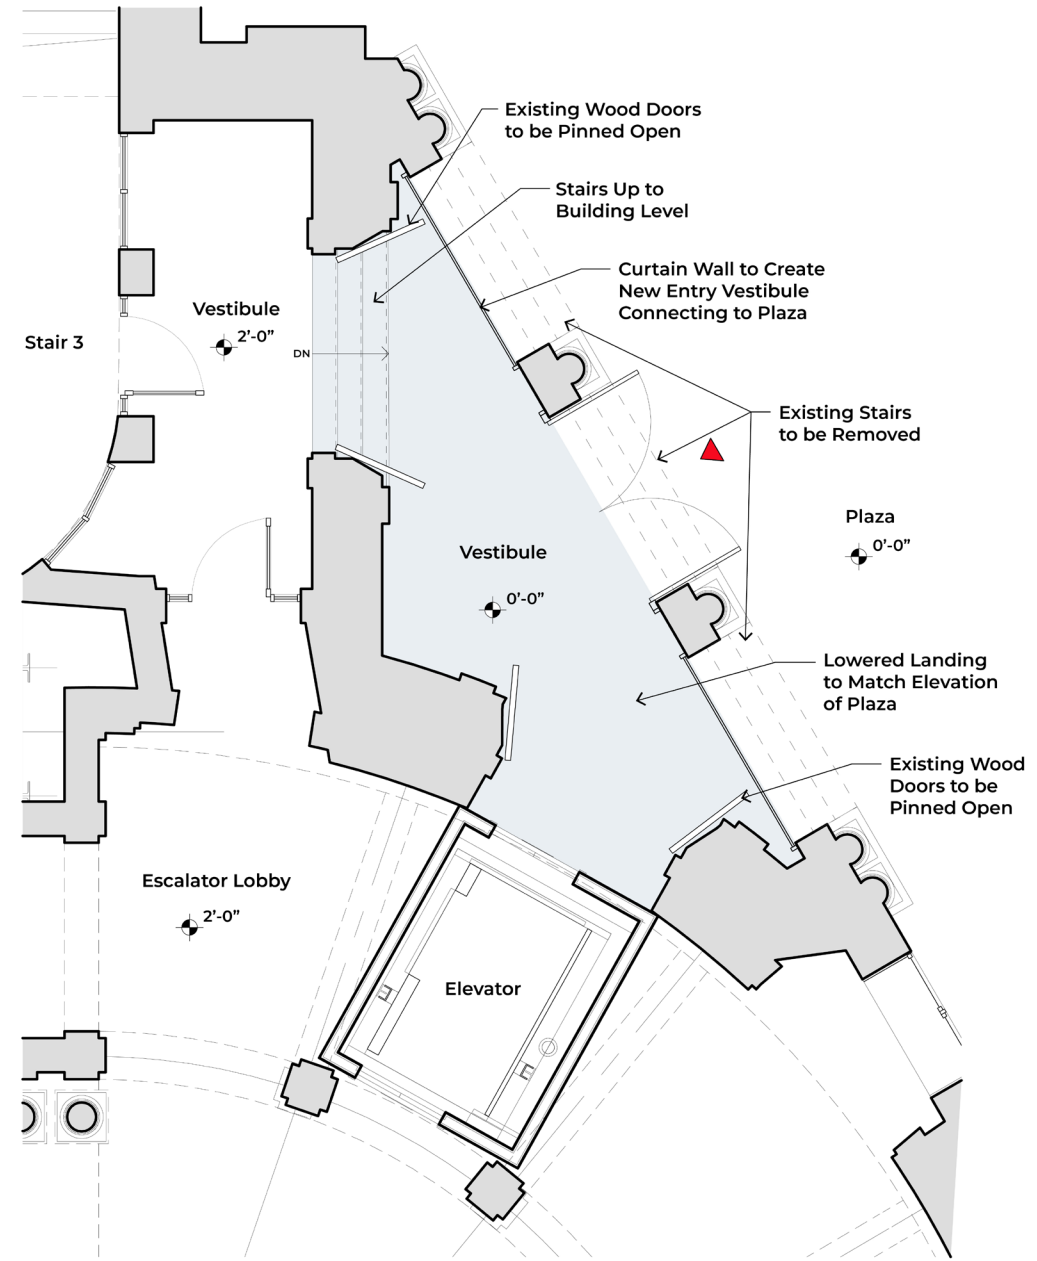 Existing Wood Doors
to be Pinned Open
Stairs Up to
Building Level
Curtain Wall to Create
New Entry Vestibule
Connecting to Plaza
Vestibule
2’-0”
Stair 3
DN
Existing Stairs
to be Removed
Plaza
0’-0”
Vestibule
0’-0”
Lowered Landing
to Match Elevation
of Plaza
Existing Wood
Doors to be
Pinned Open
Escalator Lobby
2’-0”
Elevator
E
E